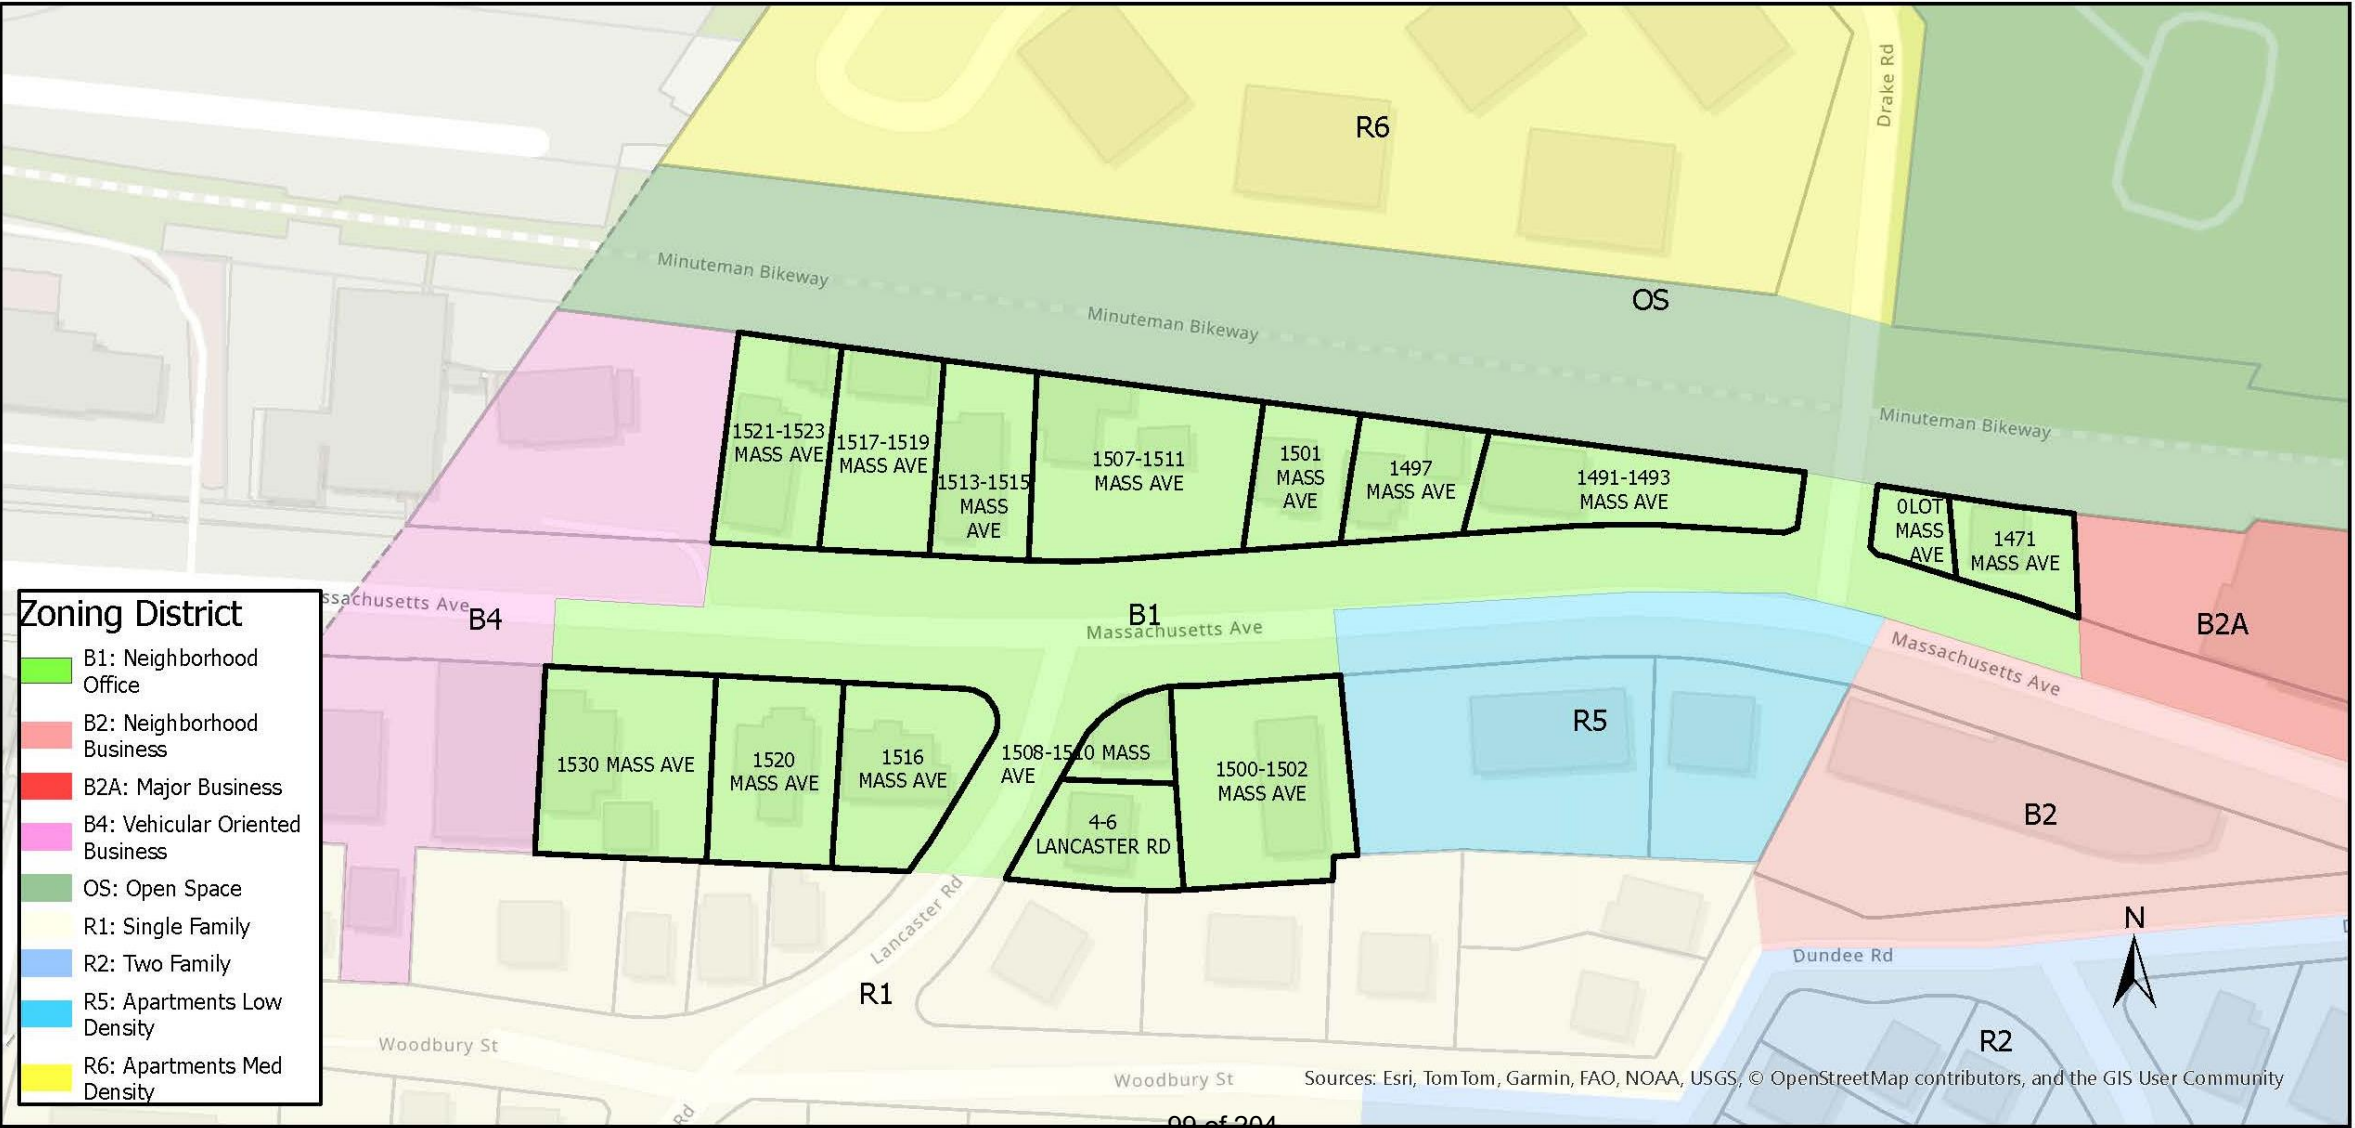 R6
Drake Rd
Minuteman Bikeway
OS
Minuteman Bikeway
Minuteman Bikeway
1521-1523
MASS AVE
1517-1519
MASS AVE
1513-1515
MASS
AVE
1507-1511
MASS AVE
1501
MASS
AVE
1497
MASS AVE
1491-1493
MASS AVE
0LOT
MASS
AVE
1471
MASS AVE
ssachusetts Ave
B4
B1
Massachusetts Ave
Massachusetts Ave
B2A
1530 MASS AVE
1520
MASS AVE
1516
MASS AVE
1508-1510 MASS
AVE
4-6
LANCASTER RD
1500-1502
MASS AVE
R5
B2
Lancaster Rd
R1
Dundee Rd
N
R2
Woodbury St
Woodbury St
Rd
Zoning District
B1: Neighborhood
Office
B2: Neighborhood
Business
B2A: Major Business
B4: Vehicular Oriented
Business
OS: Open Space
R1: Single Family
R2: Two Family
R5: Apartments Low
Density
R6: Apartments Med
Density
Sources: Esri, TomTom, Garmin, FAO, NOAA, USGS, © OpenStreetMap contributors, and the GIS User Community
99 of 204